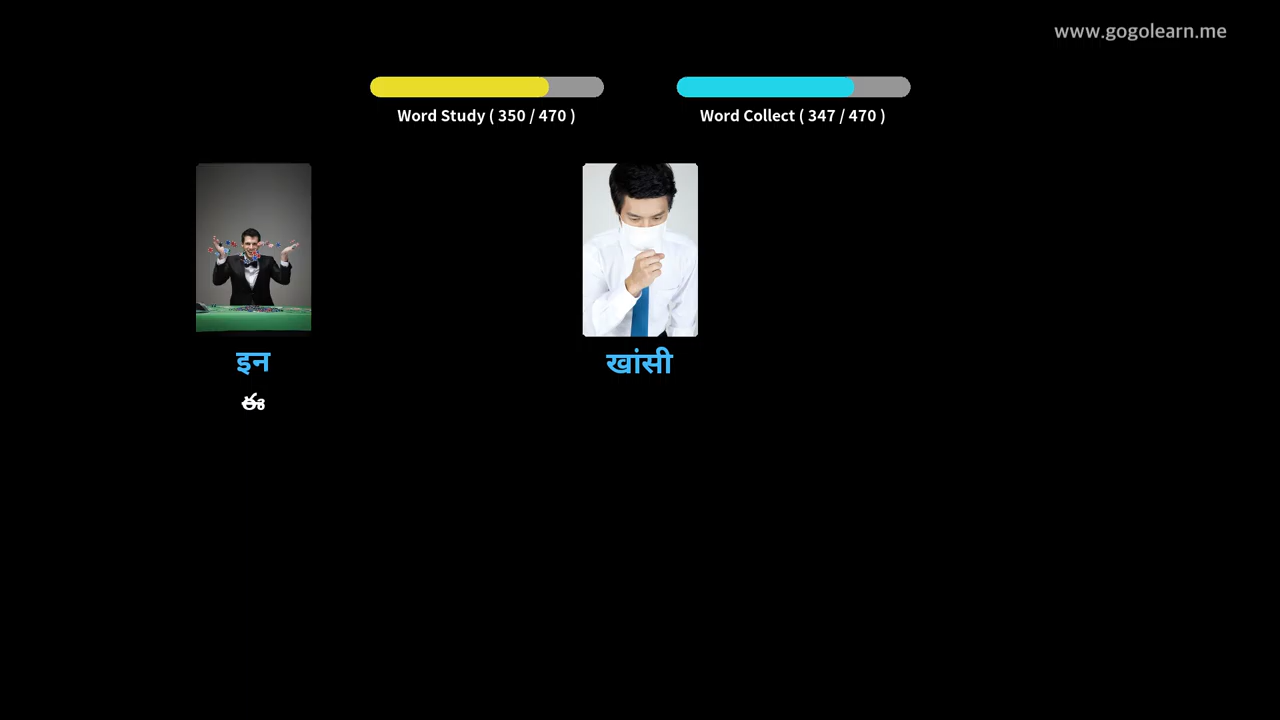 www.gogolearn.me
Word Study ( 350 / 470 )
Word Collect ( 347 / 470 )
इन
खांसी
ఈ